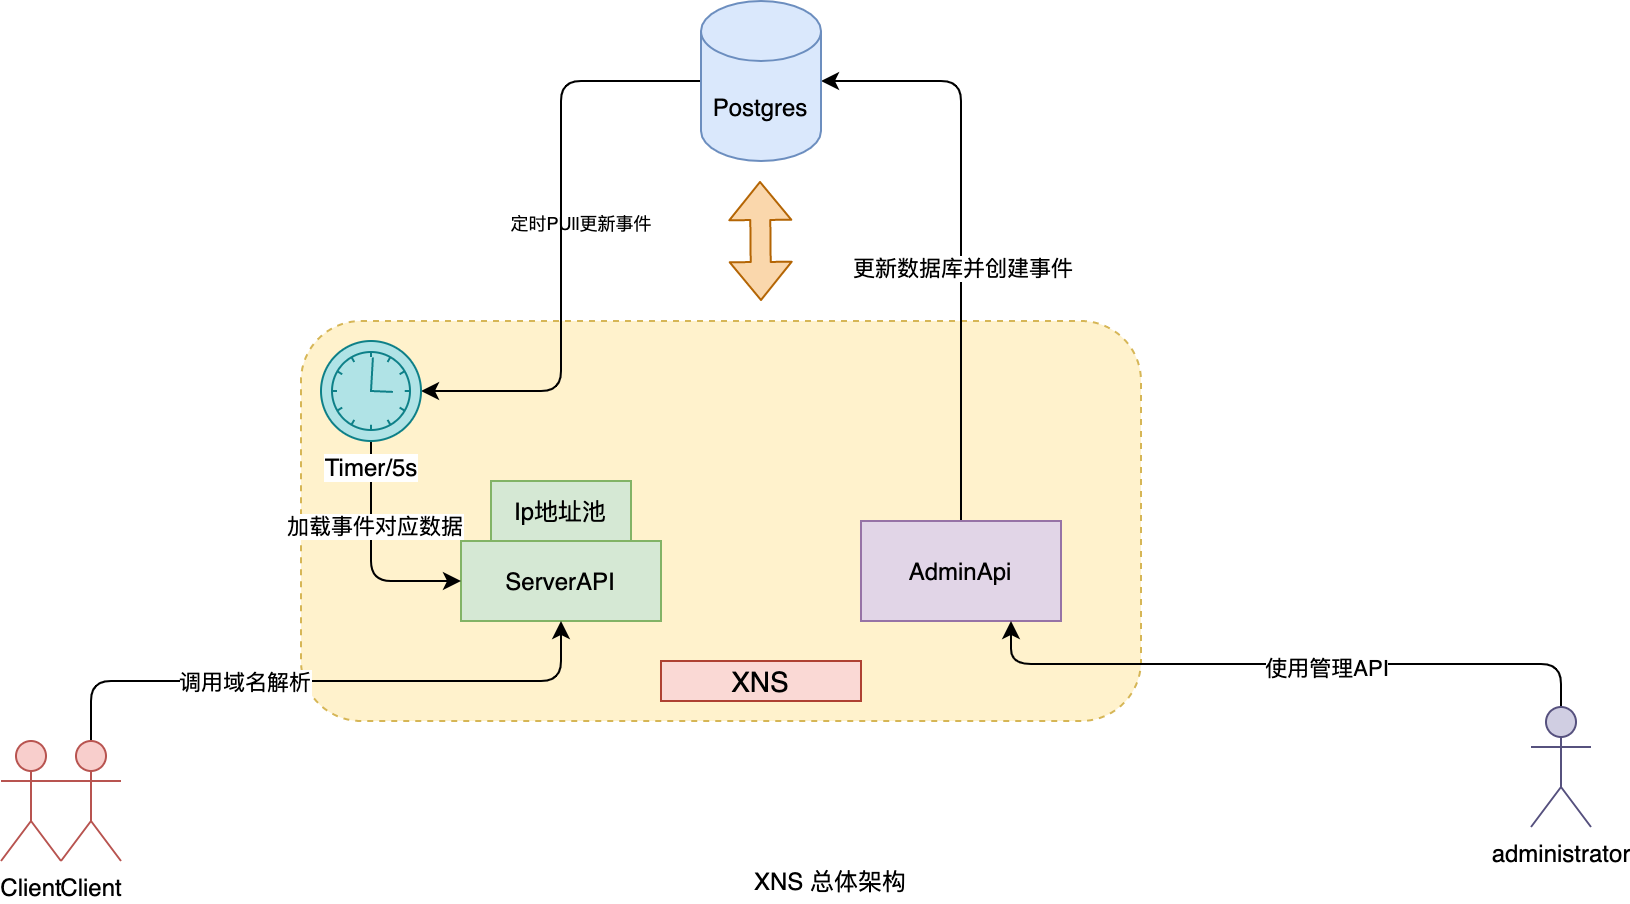 Postgres
定时PUll更新事件
更新数据库并创建事件
Timer/5s
加载事件对应数据
Ip地址池
ServerAPI
AdminApi
调用域名解析
XNS
使用管理API
administrator
ClientClient
XNS 总体架构